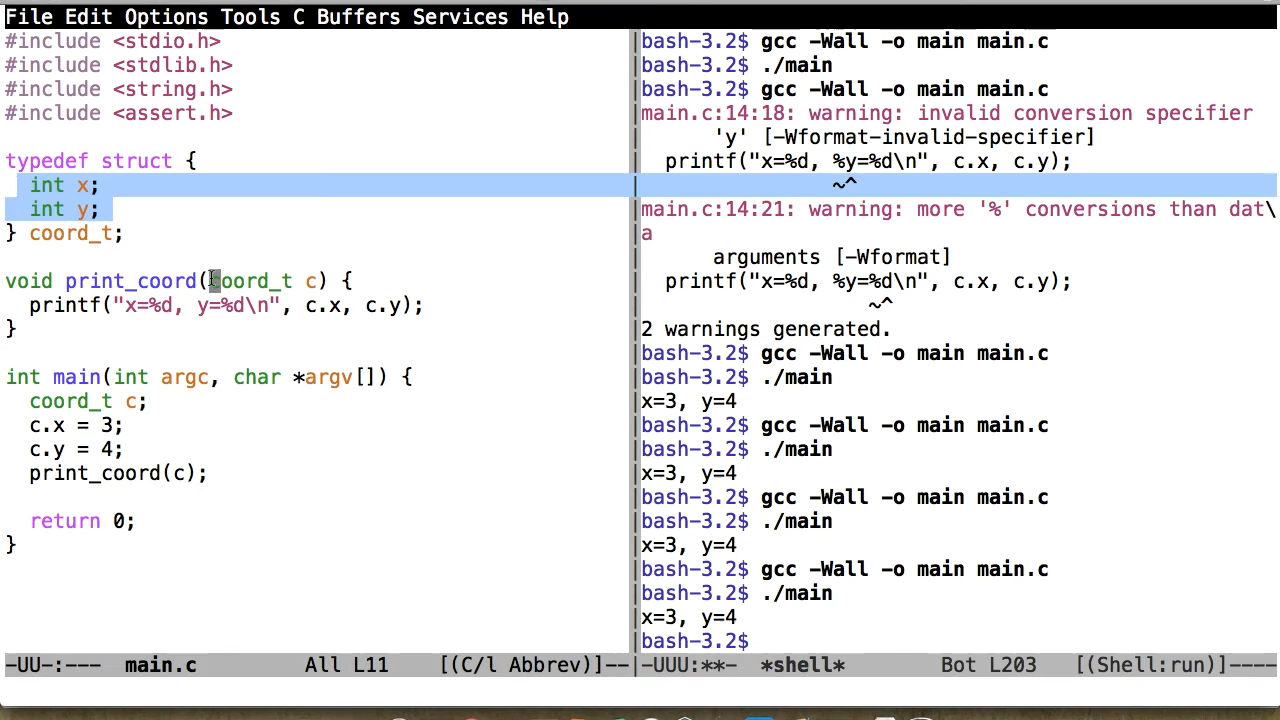 File Edit Options Tools C Buffers Services Help
#include <stdio.h>
#include <stdlib.h>
#include <string.h>
#include <assert.h>
typedef struct {
int x;
int y;
} coord_t;
void print_coord(coord_t c) {
printf("x=%d, y=%d\n", c.x, c.y);
}
int main(int argc, char *argv[]) {
coord_t c;
c.x = 3;
c.y = 4;
print_coord(c);
return 0;
}
-UU-:---  main.c         All L11    [(C/l Abbrev)]--
bash-3.2$ gcc -Wall -o main main.c
bash-3.2$ ./main
bash-3.2$ gcc -Wall -o main main.c
main.c:14:18: warning: invalid conversion specifier
'y' [-Wformat-invalid-specifier]
printf("x=%d, %y=%d\n", c.x, c.y);
~^
main.c:14:21: warning: more '%' conversions than dat\
a
arguments [-Wformat]
printf("x=%d, %y=%d\n", c.x, c.y);
~^
2 warnings generated.
bash-3.2$ gcc -Wall -o main main.c
bash-3.2$ ./main
x=3, y=4
bash-3.2$ gcc -Wall -o main main.c
bash-3.2$ ./main
x=3, y=4
bash-3.2$ gcc -Wall -o main main.c
bash-3.2$ ./main
x=3, y=4
bash-3.2$ gcc -Wall -o main main.c
bash-3.2$ ./main
x=3, y=4
bash-3.2$
-UUU:**-  *shell*        Bot L203   [(Shell:run)]----